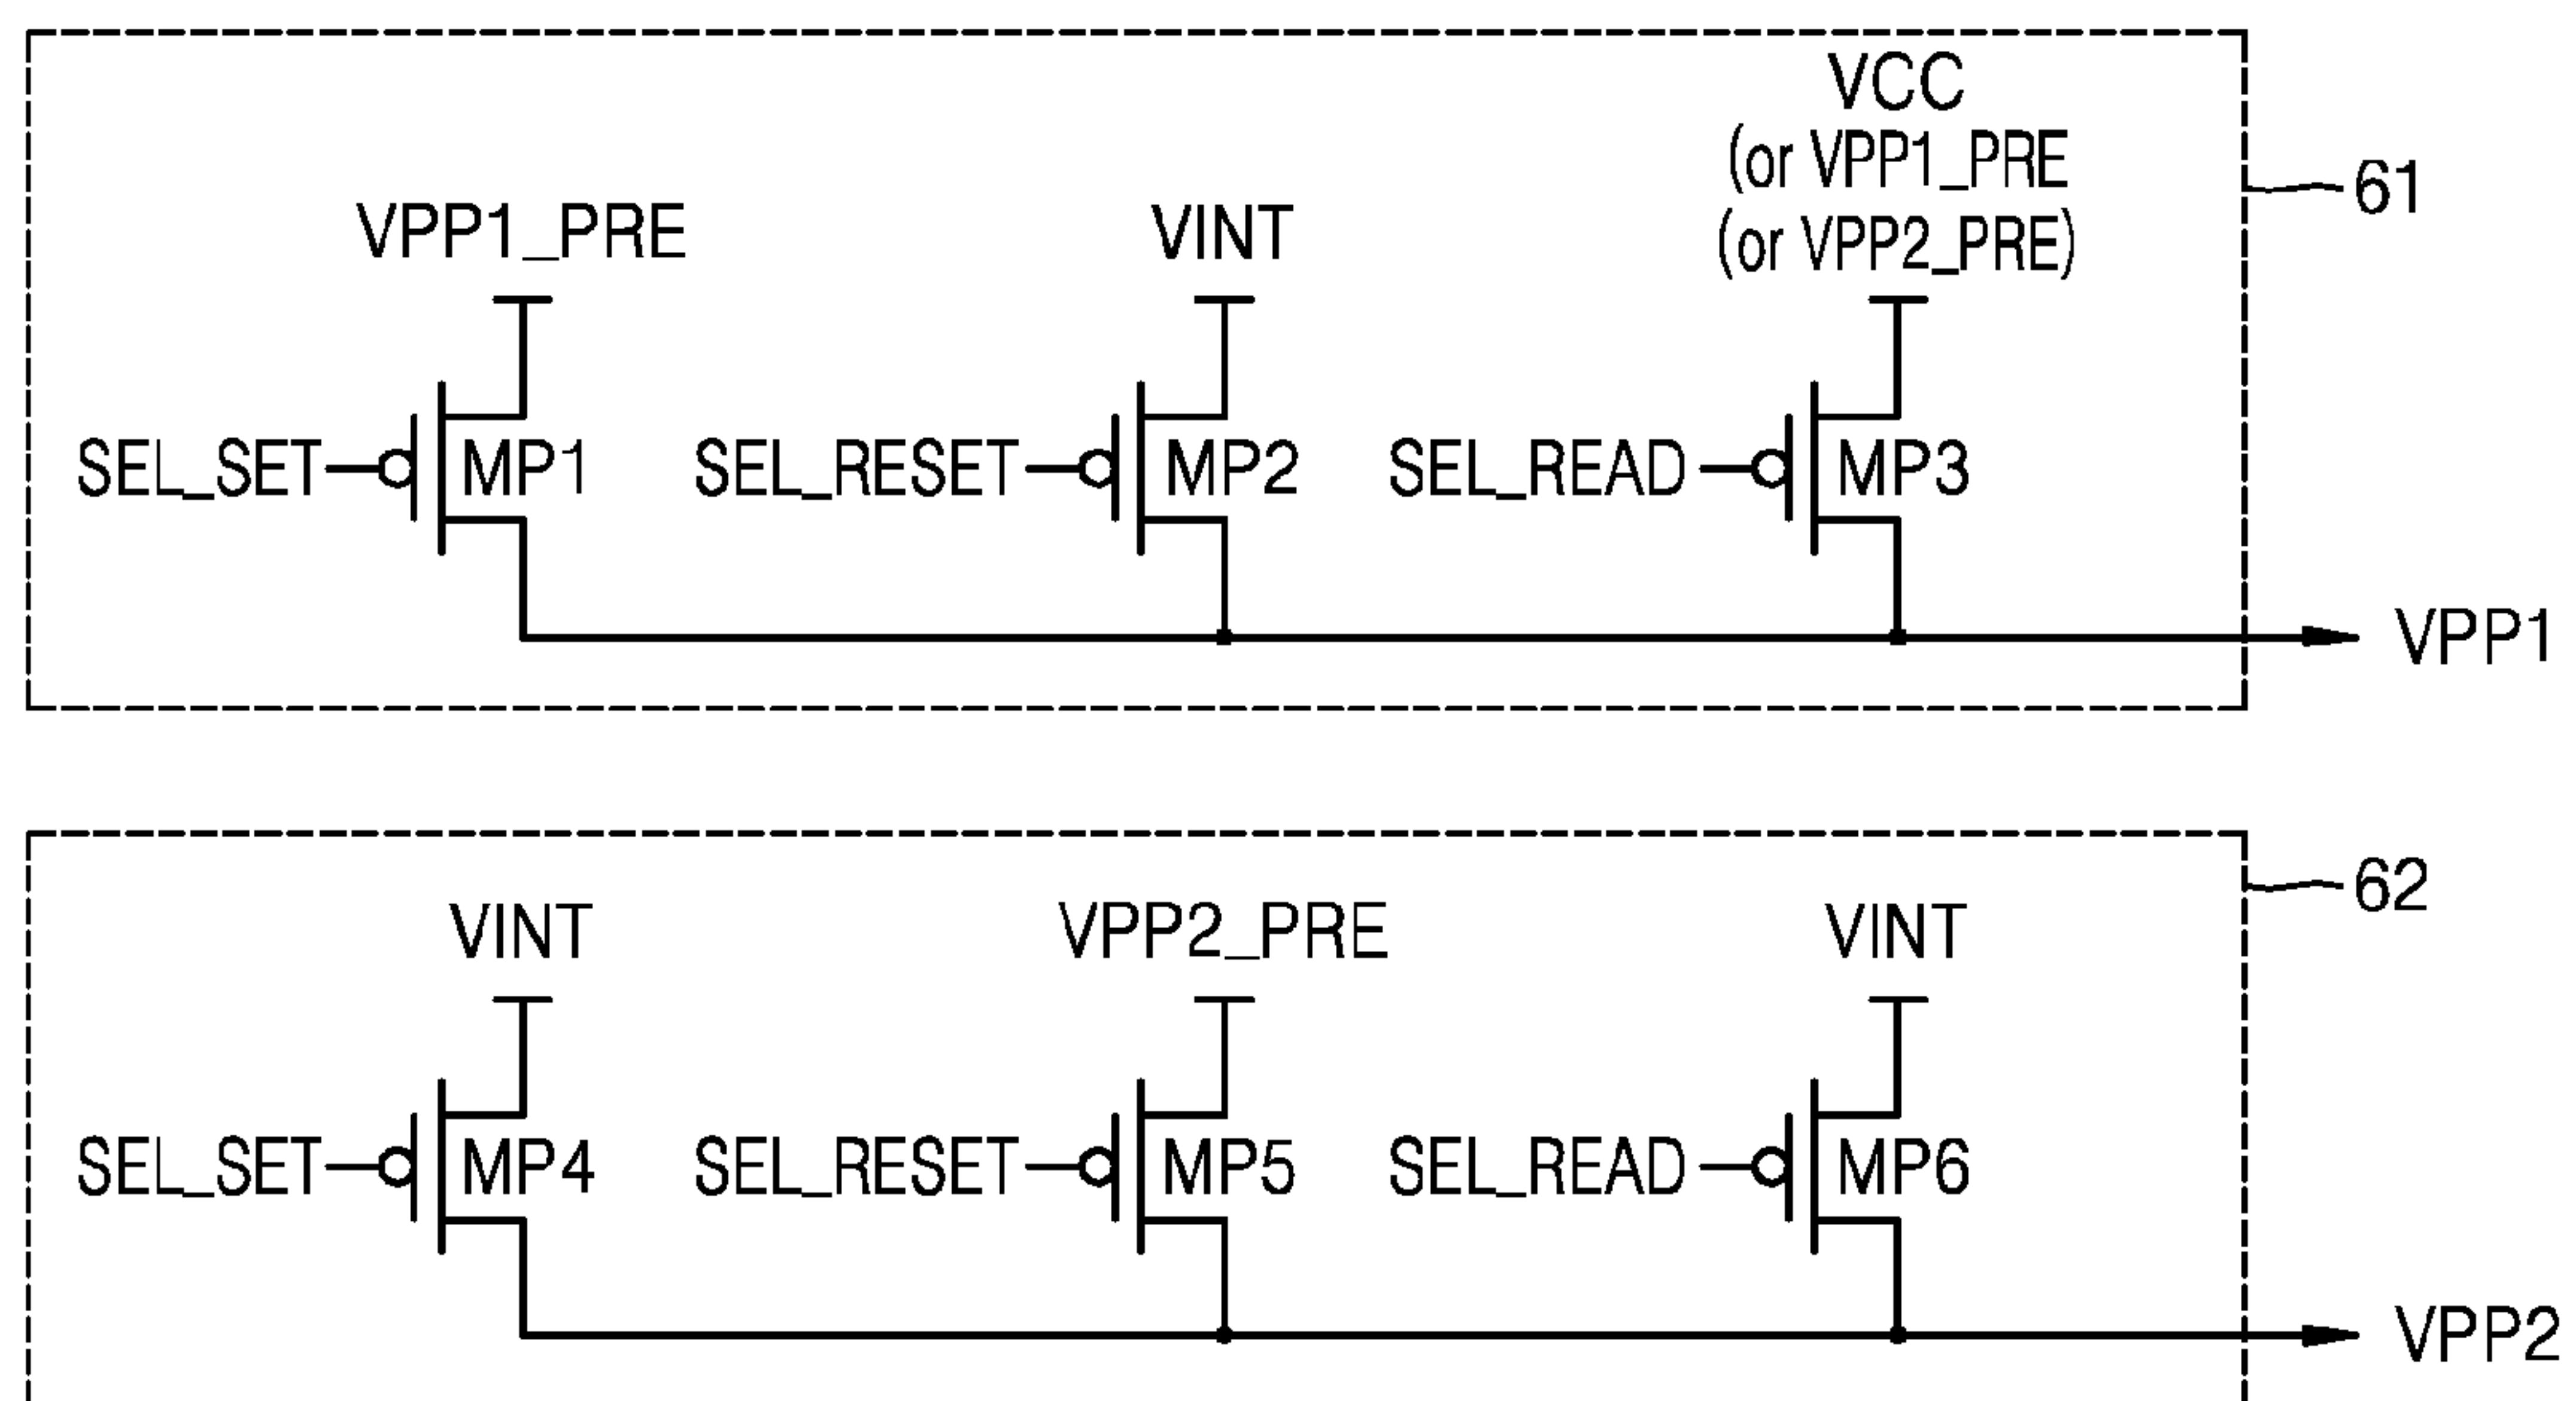 VCC
(or VPP1_PRE
(or VPP2_PRE)
61
VPP1_PRE
VINT
SEL_SET
MP1
SEL_RESET
MP2
SEL_READ
MP3
VPP1
62
VINT
VPP2_PRE
VINT
SEL_SET
MP4
SEL_RESET
MP5
SEL_READ
MP6
VPP2